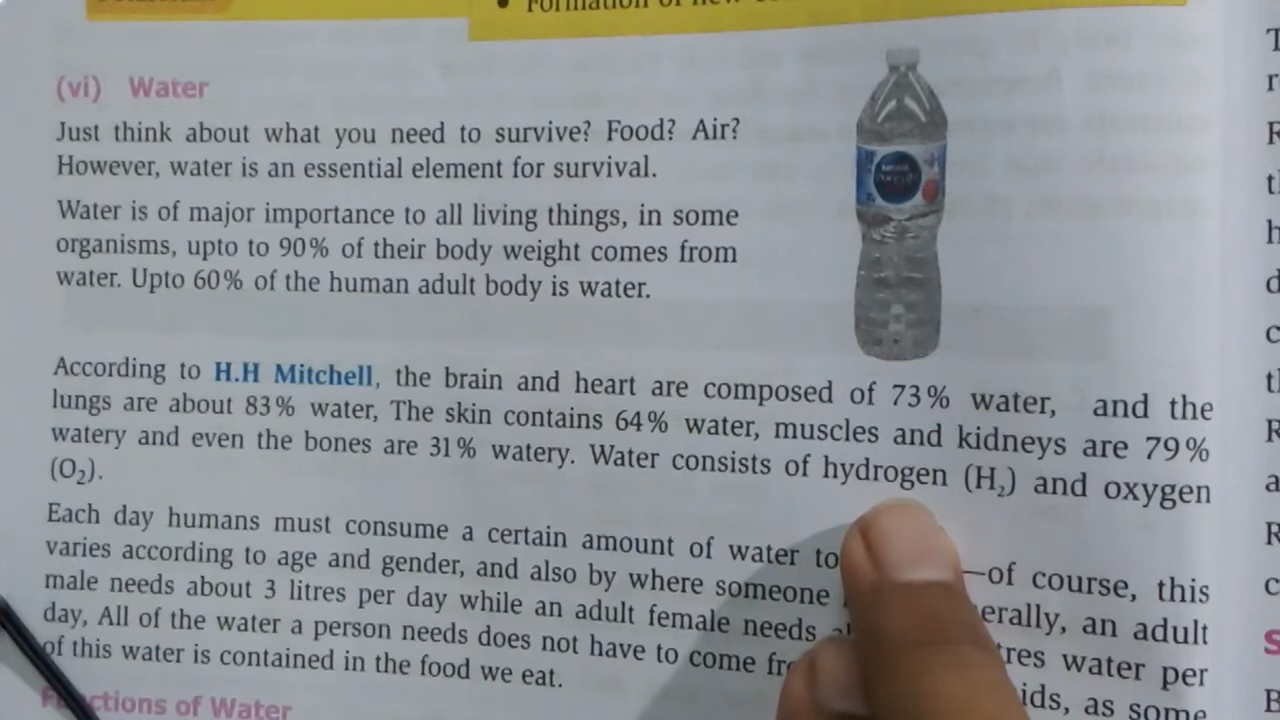 Formation of new
(vi) Water
Just think about what you need to survive? Food? Air?
However, water is an essential element for survival.
Water is of major importance to all living things, in some
organisms, upto to 90% of their body weight comes from
water. Upto 60% of the human adult body is water.
According to H.H Mitchell, the brain and heart are composed of 73% water, and the
lungs are about 83% water, The skin contains 64% water, muscles and kidneys are 79%
watery and even the bones are 31% watery. Water consists of hydrogen (H₂) and oxygen
(O₂).
Each day humans must consume a certain amount of water to —of course, this
varies according to age and gender, and also by where someone erally, an adult
male needs about 3 litres per day while an adult female needs tres water per
day, All of the water a person needs does not have to come ids, as some
of this water is contained in the food we eat.
ctions of Water